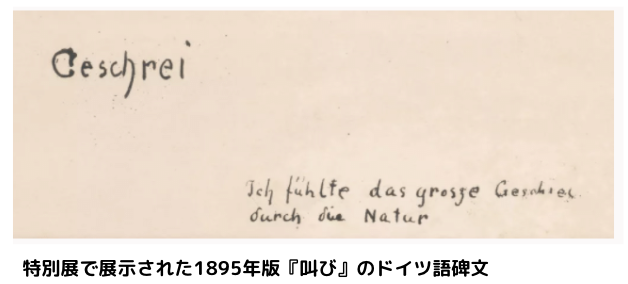 Geschrei
Ich fühlte das grosse Geschrei
durch die Natur
特別展で展示された1895年版『叫び』のドイツ語碑文